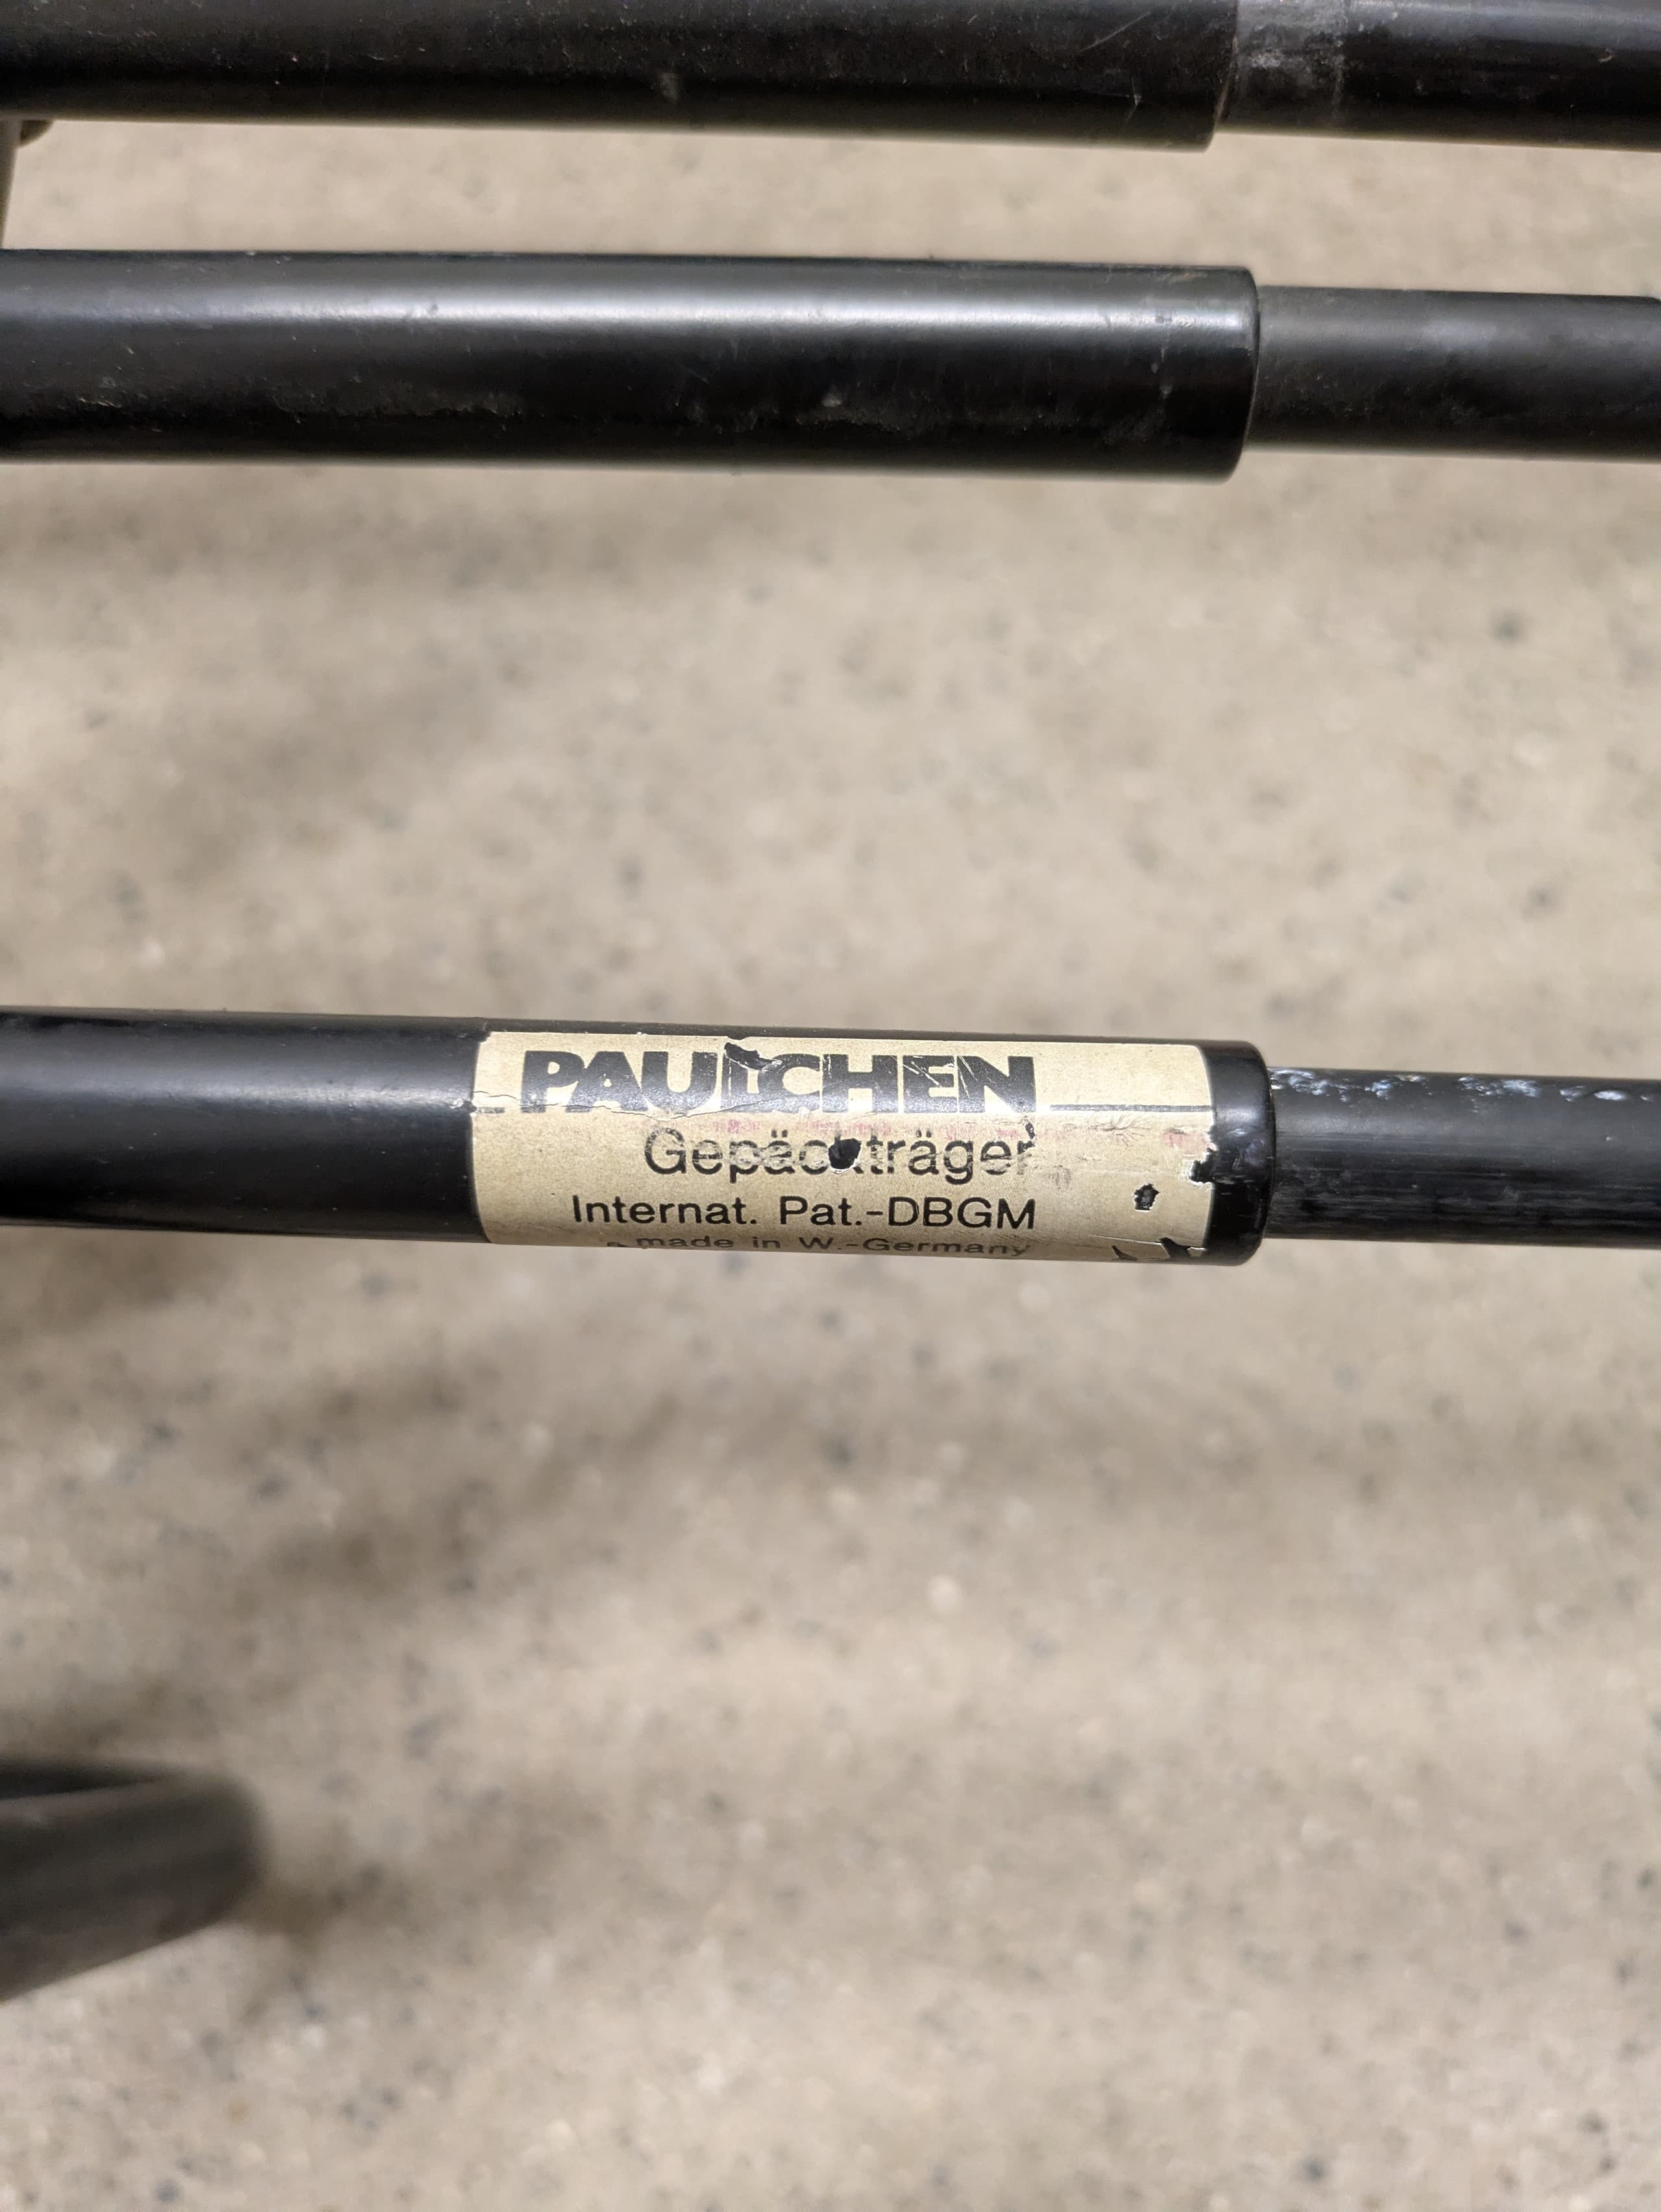 PAULCHEN
Gepäckträger
Internat. Pat.-DBGM
made in W.-Germany